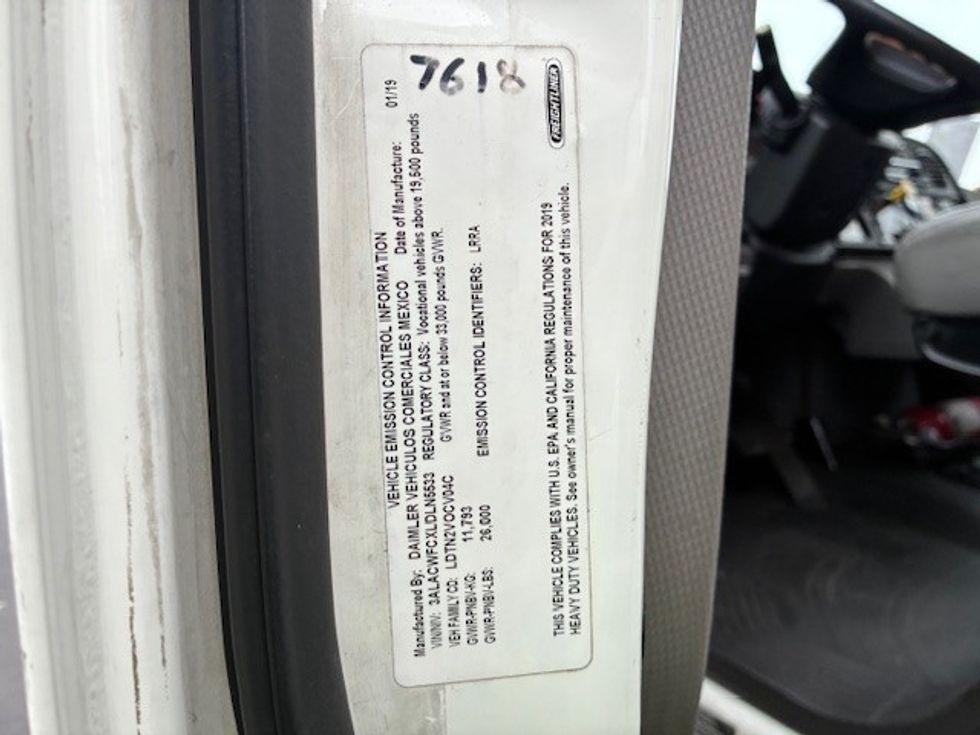 VEHICLE EMISSION CONTROL INFORMATION
Manufactured By: DAIMLER VEHICULOS COMERCIALES MEXICO Date of Manufacture: 01/19
VIN/NIV: 3ALACWFCXLDLN5533 REGULATORY CLASS: Vocational vehicles above 19,500 pounds
VEH FAMILY CD: LDTN2VOCV04C GVWR and at or below 33,000 pounds GVWR.
GVWR-PNBV-KG: 11,793
GVWR-PNBV-LBS: 26,000 EMISSION CONTROL IDENTIFIERS: LRRA
THIS VEHICLE COMPLIES WITH U.S. EPA AND CALIFORNIA REGULATIONS FOR 2019
HEAVY DUTY VEHICLES. See owner's manual for proper maintenance of this vehicle.
7618
FREIGHTLINER